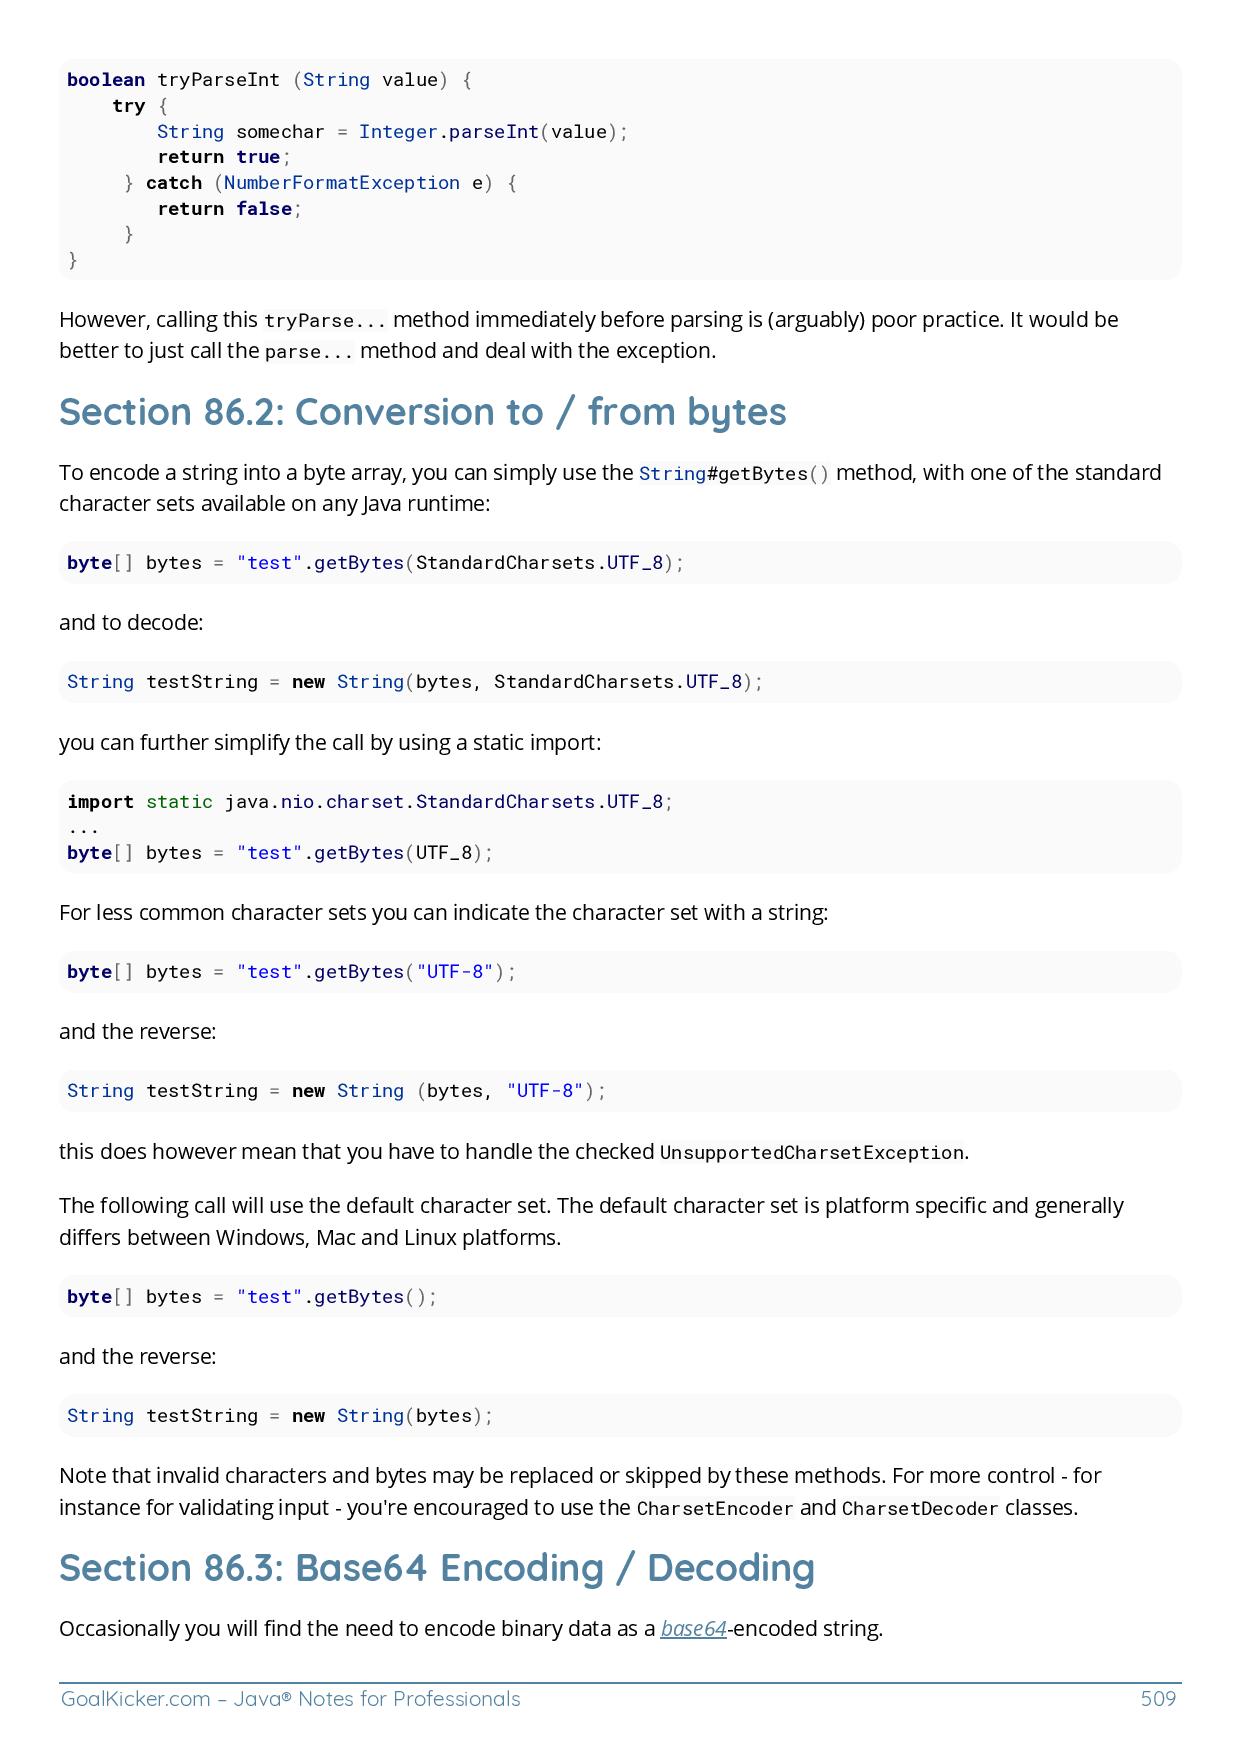 boolean tryParseInt (String value) {
    try {
        String somechar = Integer.parseInt(value);
        return true;
     } catch (NumberFormatException e) {
        return false;
     }
}
However, calling this tryParse... method immediately before parsing is (arguably) poor practice. It would be
better to just call the parse... method and deal with the exception.
Section 86.2: Conversion to / from bytes
To encode a string into a byte array, you can simply use the String#getBytes() method, with one of the standard
character sets available on any Java runtime:
byte[] bytes = "test".getBytes(StandardCharsets.UTF_8);
and to decode:
String testString = new String(bytes, StandardCharsets.UTF_8);
you can further simplify the call by using a static import:
import static java.nio.charset.StandardCharsets.UTF_8;
...
byte[] bytes = "test".getBytes(UTF_8);
For less common character sets you can indicate the character set with a string:
byte[] bytes = "test".getBytes("UTF-8");
and the reverse:
String testString = new String (bytes, "UTF-8");
this does however mean that you have to handle the checked UnsupportedCharsetException.
The following call will use the default character set. The default character set is platform specific and generally
differs between Windows, Mac and Linux platforms.
byte[] bytes = "test".getBytes();
and the reverse:
String testString = new String(bytes);
Note that invalid characters and bytes may be replaced or skipped by these methods. For more control - for
instance for validating input - you're encouraged to use the CharsetEncoder and CharsetDecoder classes.
Section 86.3: Base64 Encoding / Decoding
Occasionally you will find the need to encode binary data as a base64-encoded string.
GoalKicker.com – Java® Notes for Professionals 509